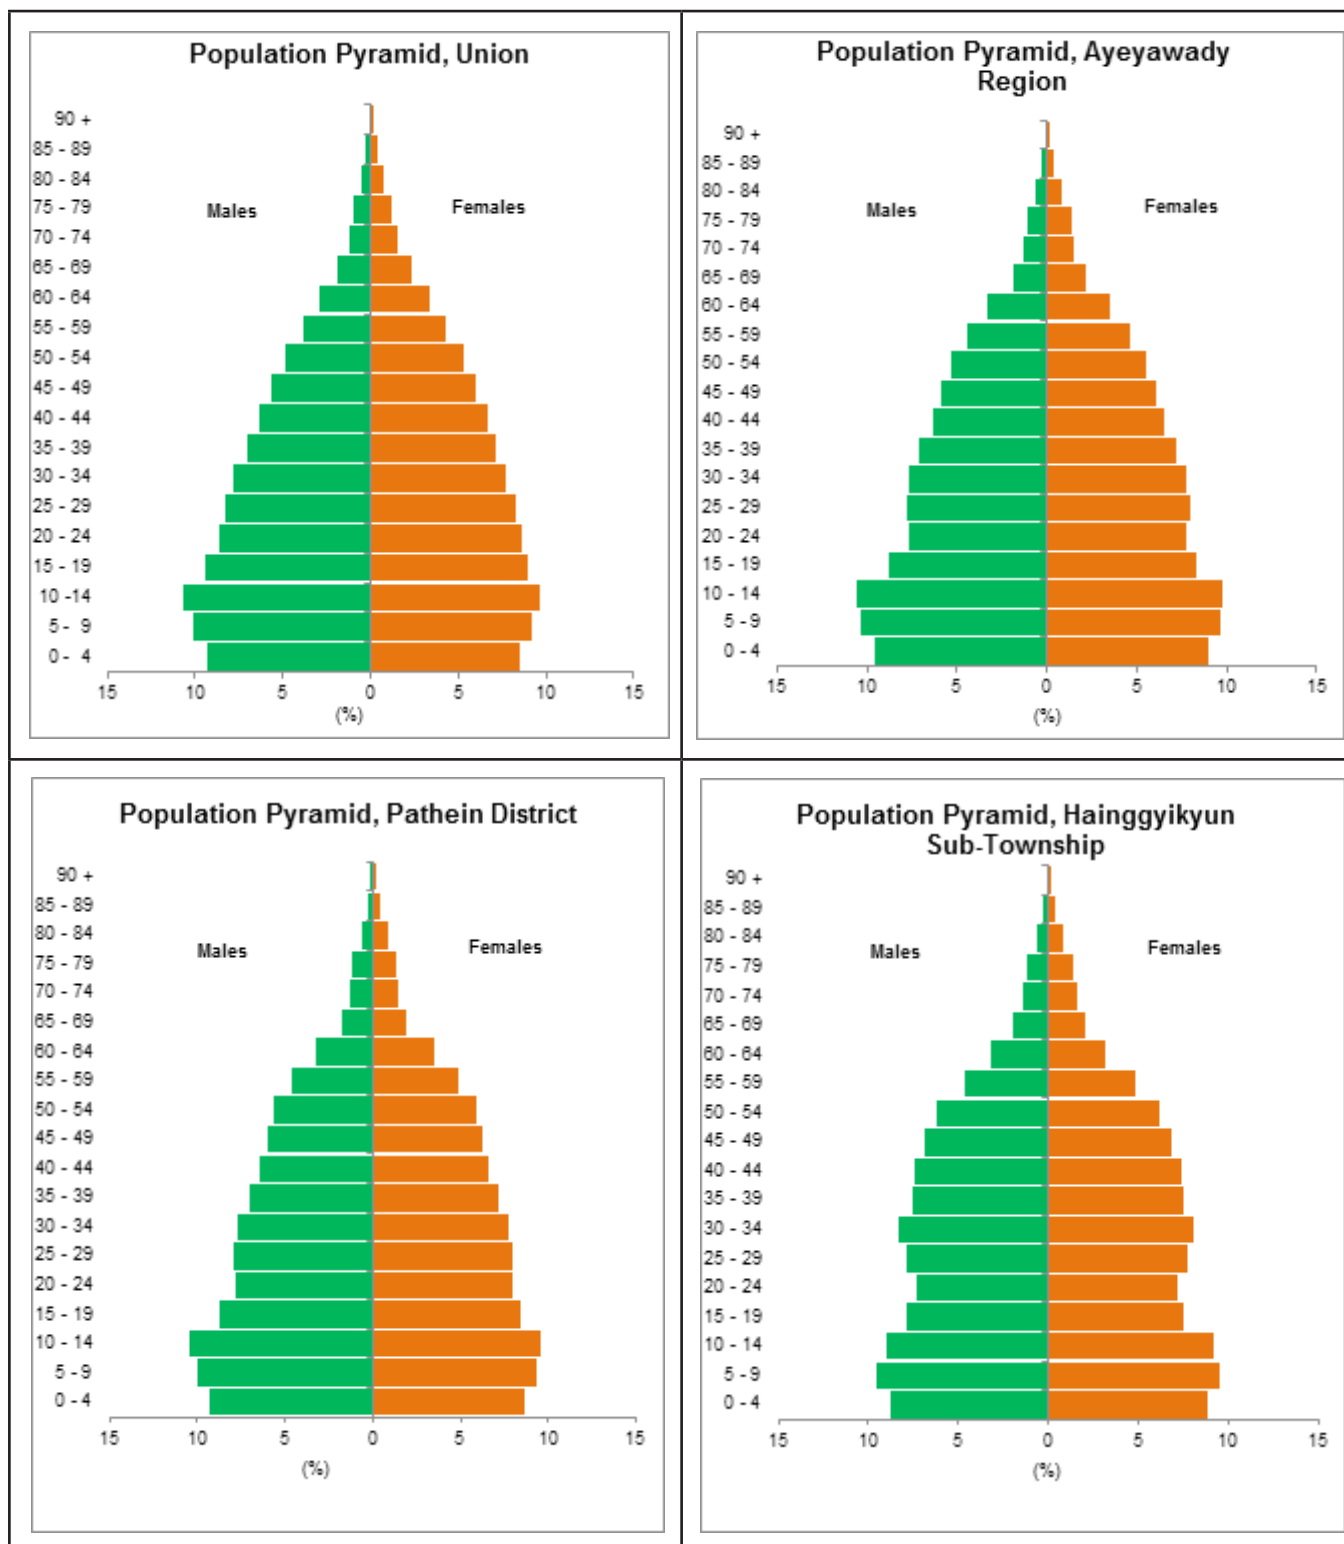 Population Pyramid, Union
90 +
85 - 89
80 - 84
75 - 79
70 - 74
65 - 69
60 - 64
55 - 59
50 - 54
45 - 49
40 - 44
35 - 39
30 - 34
25 - 29
20 - 24
15 - 19
10 -14
5 - 9
0 - 4
Males
Females
15 10 5 0 5 10 15
(%)
Population Pyramid, Ayeyawady
Region
90 +
85 - 89
80 - 84
75 - 79
70 - 74
65 - 69
60 - 64
55 - 59
50 - 54
45 - 49
40 - 44
35 - 39
30 - 34
25 - 29
20 - 24
15 - 19
10 - 14
5 - 9
0 - 4
Males
Females
15 10 5 0 5 10 15
(%)
Population Pyramid, Pathein District
90 +
85 - 89
80 - 84
75 - 79
70 - 74
65 - 69
60 - 64
55 - 59
50 - 54
45 - 49
40 - 44
35 - 39
30 - 34
25 - 29
20 - 24
15 - 19
10 - 14
5 - 9
0 - 4
Males
Females
15 10 5 0 5 10 15
(%)
Population Pyramid, Hainggyikyun
Sub-Township
90 +
85 - 89
80 - 84
75 - 79
70 - 74
65 - 69
60 - 64
55 - 59
50 - 54
45 - 49
40 - 44
35 - 39
30 - 34
25 - 29
20 - 24
15 - 19
10 - 14
5 - 9
0 - 4
Males
Females
15 10 5 0 5 10 15
(%)